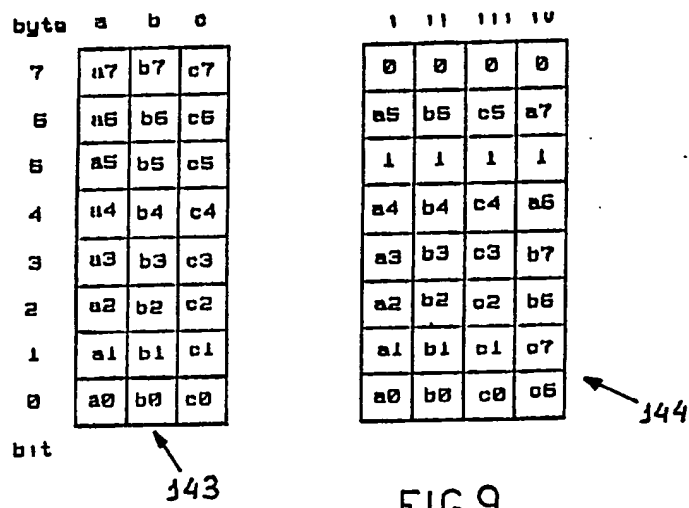 byte a b c I II III IV
7 a7 b7 c7 0 0 0 0
6 a6 b6 c6 a5 b5 c5 a7
5 a5 b5 c5 1 1 1 1
4 a4 b4 c4 a4 b4 c4 a6
3 a3 b3 c3 a3 b3 c3 b7
2 a2 b2 c2 a2 b2 c2 b6
1 a1 b1 c1 a1 b1 c1 c7
0 a0 b0 c0 a0 b0 c0 c6
bit
143
144
FIG.9